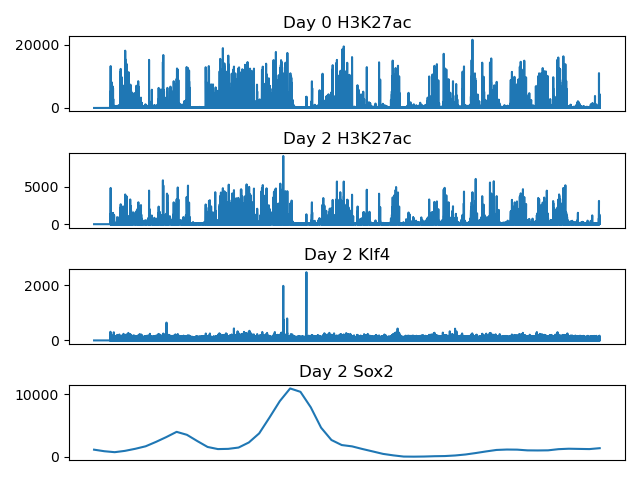 Day 0 H3K27ac
20000
0
Day 2 H3K27ac
5000
0
Day 2 Klf4
2000
0
Day 2 Sox2
10000
0